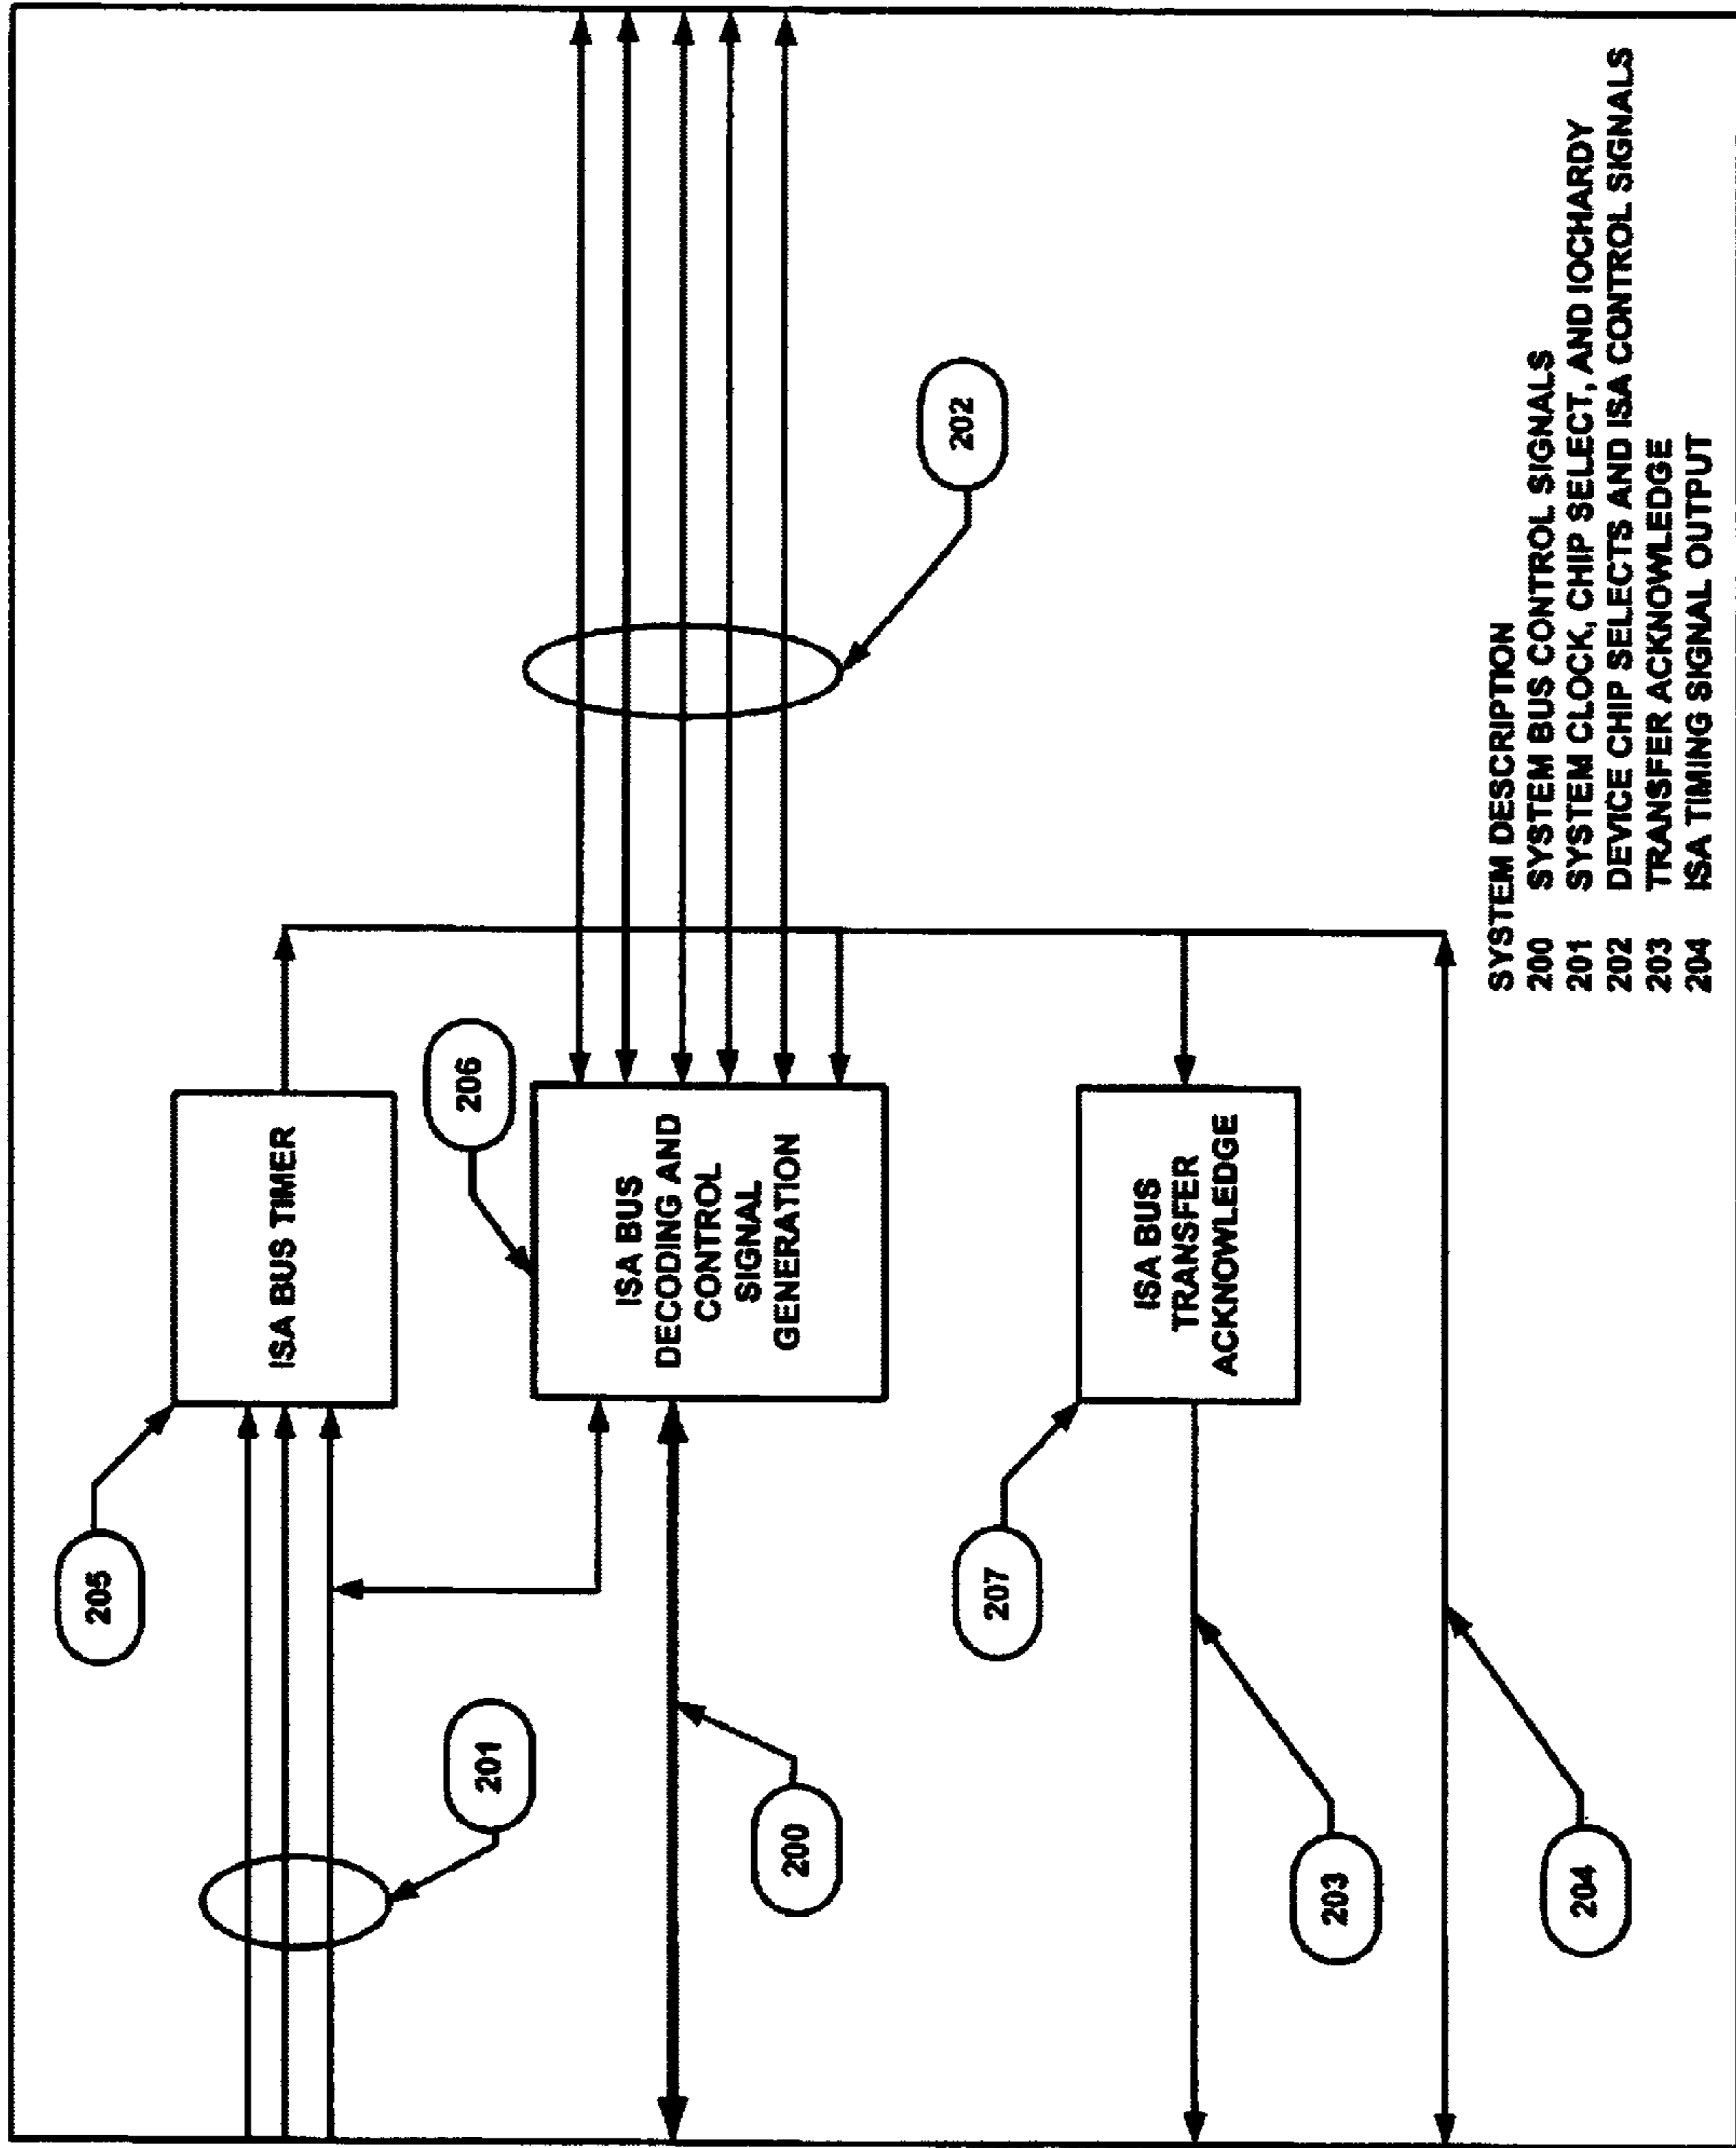 205
ISA BUS TIMER
201
206
ISA BUS
DECODING AND
CONTROL
SIGNAL
GENERATION
200
202
207
ISA BUS
TRANSFER
ACKNOWLEDGE
203
204
SYSTEM DESCRIPTION
200 SYSTEM BUS CONTROL SIGNALS
201 SYSTEM CLOCK, CHIP SELECT, AND IOCHARDY
202 DEVICE CHIP SELECTS AND ISA CONTROL SIGNALS
203 TRANSFER ACKNOWLEDGE
204 ISA TIMING SIGNAL OUTPUT